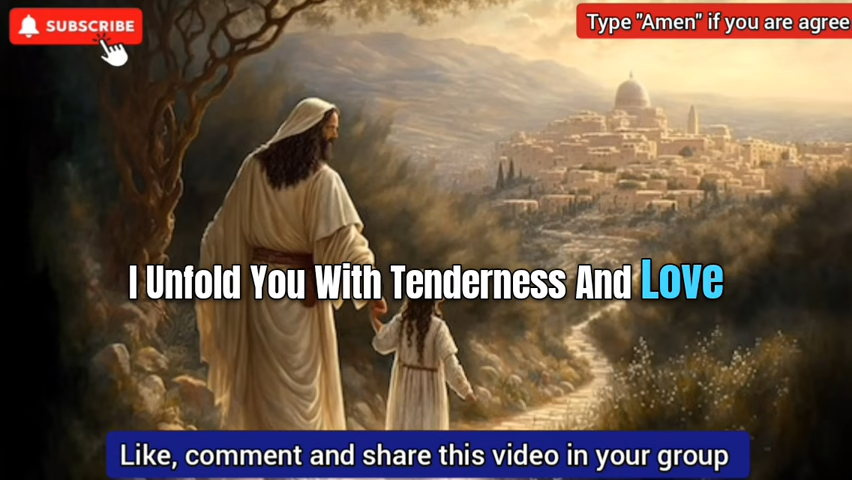 SUBSCRIBE
Type "Amen" if you are agree
I Unfold You With Tenderness And Love
Like, comment and share this video in your group